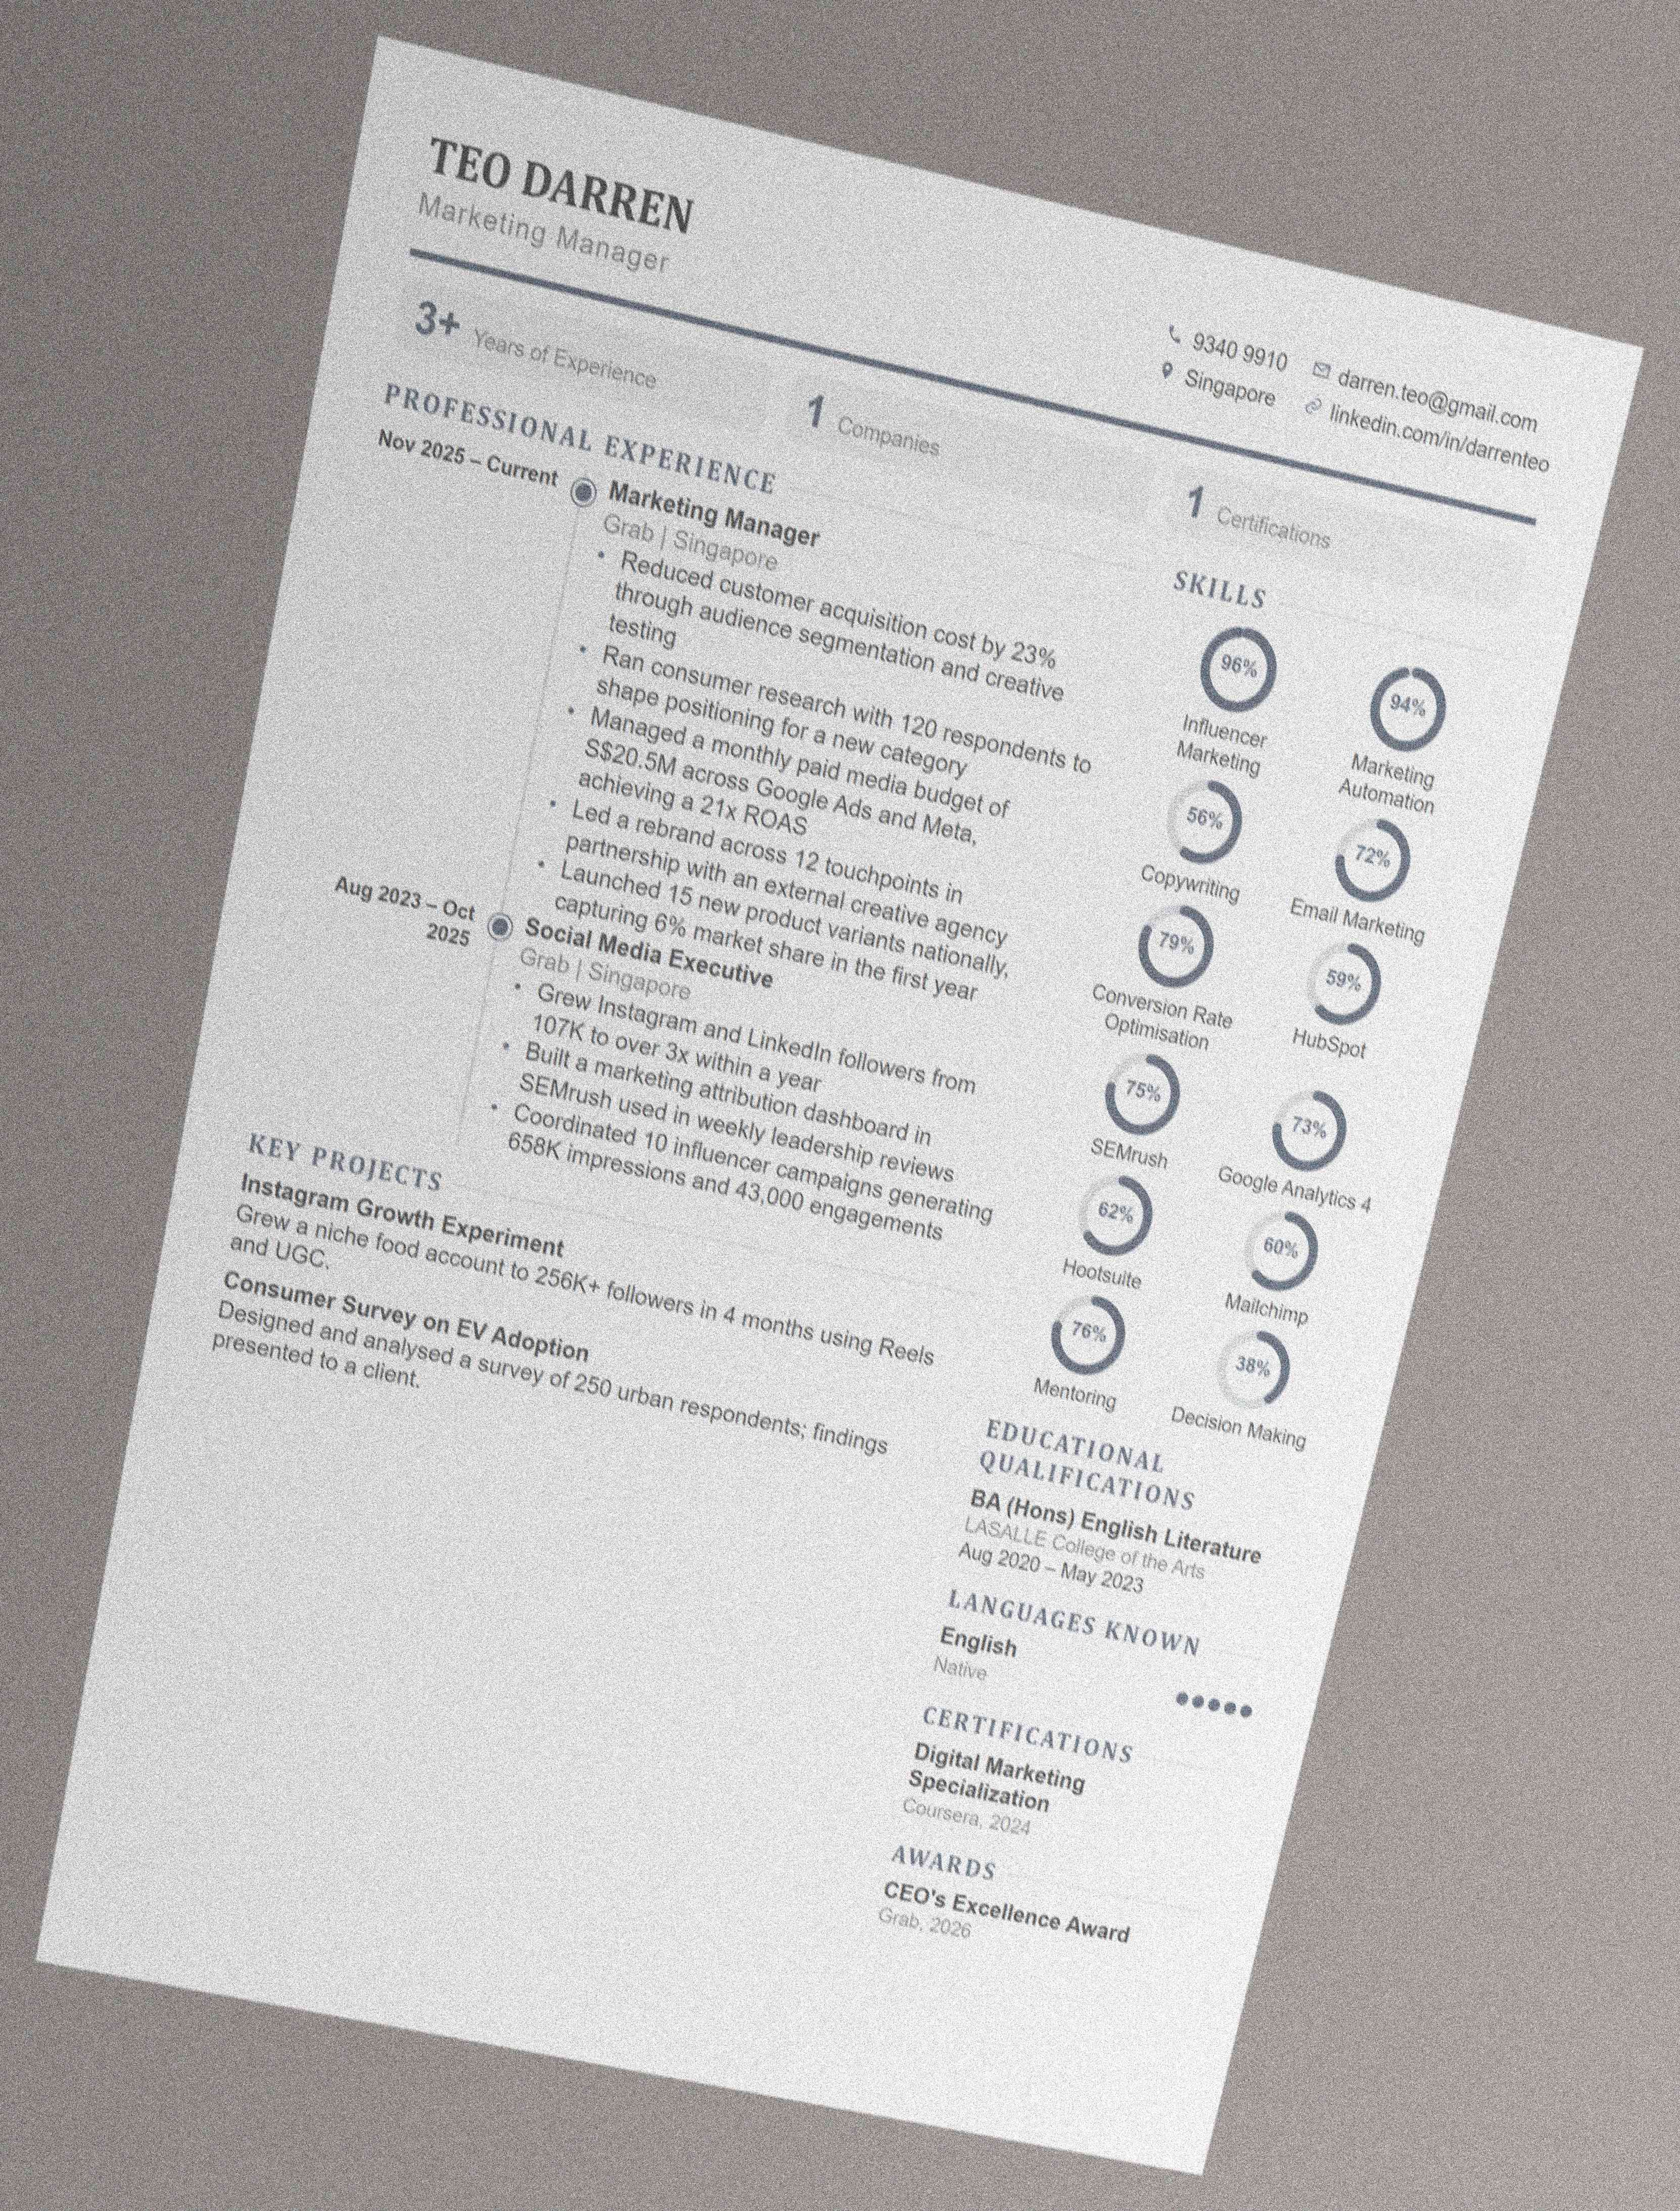 TEO DARREN
Marketing Manager
9340 9910
darren.teo@gmail.com
Singapore
linkedin.com/in/darrenteo
3+ Years of Experience
1 Companies
1 Certifications
PROFESSIONAL EXPERIENCE
Nov 2025 – Current
Marketing Manager
Grab | Singapore
• Reduced customer acquisition cost by 23%
through audience segmentation and creative
testing
• Ran consumer research with 120 respondents to
shape positioning for a new category
• Managed a monthly paid media budget of
S$20.5M across Google Ads and Meta,
achieving a 21x ROAS
• Led a rebrand across 12 touchpoints in
partnership with an external creative agency
• Launched 15 new product variants nationally,
capturing 6% market share in the first year
Aug 2023 – Oct
2025
Social Media Executive
Grab | Singapore
• Grew Instagram and LinkedIn followers from
107K to over 3x within a year
• Built a marketing attribution dashboard in
SEMrush used in weekly leadership reviews
• Coordinated 10 influencer campaigns generating
658K impressions and 43,000 engagements
KEY PROJECTS
Instagram Growth Experiment
Grew a niche food account to 256K+ followers in 4 months using Reels
and UGC.
Consumer Survey on EV Adoption
Designed and analysed a survey of 250 urban respondents; findings
presented to a client.
SKILLS
96%
Influencer
Marketing
94%
Marketing
Automation
56%
Copywriting
72%
Email Marketing
79%
Conversion Rate
Optimisation
59%
HubSpot
75%
SEMrush
73%
Google Analytics 4
62%
Hootsuite
60%
Mailchimp
76%
Mentoring
38%
Decision Making
EDUCATIONAL
QUALIFICATIONS
BA (Hons) English Literature
LASALLE College of the Arts
Aug 2020 – May 2023
LANGUAGES KNOWN
English
Native
CERTIFICATIONS
Digital Marketing
Specialization
Coursera, 2024
AWARDS
CEO's Excellence Award
Grab, 2026